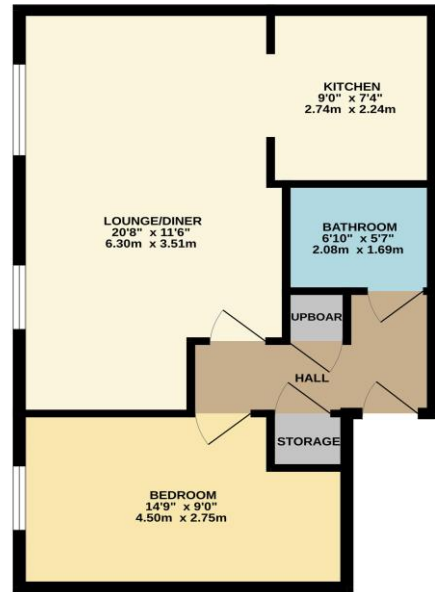 KITCHEN
9'0" x 7'4"
2.74m x 2.24m
LOUNGE/DINER
20'8" x 11'6"
6.30m x 3.51m
BATHROOM
6'10" x 5'7"
2.08m x 1.69m
UPBOAR
HALL
STORAGE
BEDROOM
14'9" x 9'0"
4.50m x 2.75m